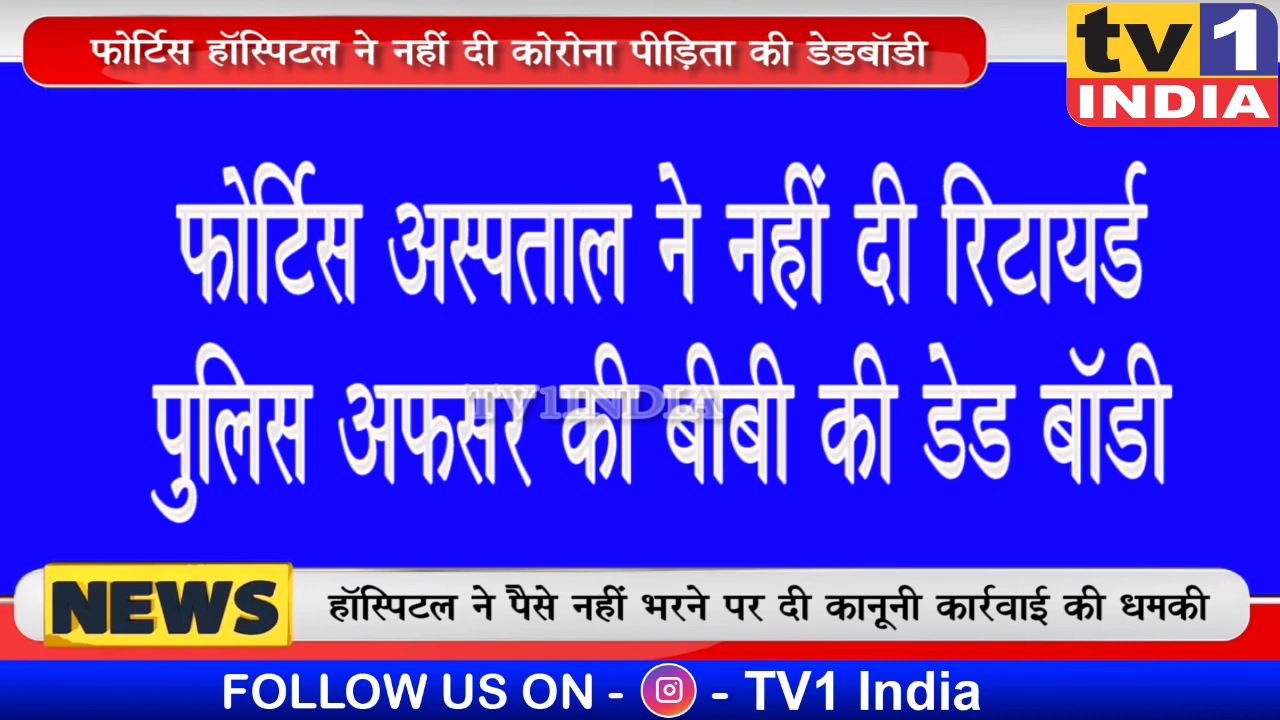 फोर्टिस हॉस्पिटल ने नहीं दी कोरोना पीड़िता की डेडबॉडी
tv1
INDIA
फोर्टिस अस्पताल ने नहीं दी रिटायर्ड
पुलिस अफसर की बीबी की डेड बॉडी
TV1INDIA
NEWS
हॉस्पिटल ने पैसे नहीं भरने पर दी कानूनी कार्रवाई की धमकी
FOLLOW US ON - - TV1 India